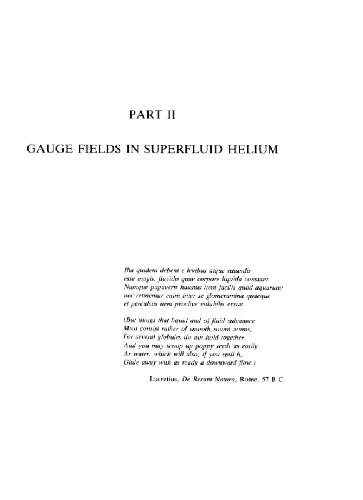 PART II
GAUGE FIELDS IN SUPERFLUID HELIUM
Illa quidem debent e levibus atque rutundis
esse magis, fluvido quae corpore liquida constant.
Namque papaveris haustus item facilis quod aquarum;
nec retinentur enim inter se glomeramina quaeque
et perculsus item proclive volubilis exstat
(But things that liquid and of fluid substance
Must consist rather of smooth round atoms,
For several globules do not hold together.
And you may scoop up poppy seeds as easily
As water, which will also, if you spill it,
Glide away with as ready a downward flow.)
Lucretius, De Rerum Natura, Rome, 57 B.C.